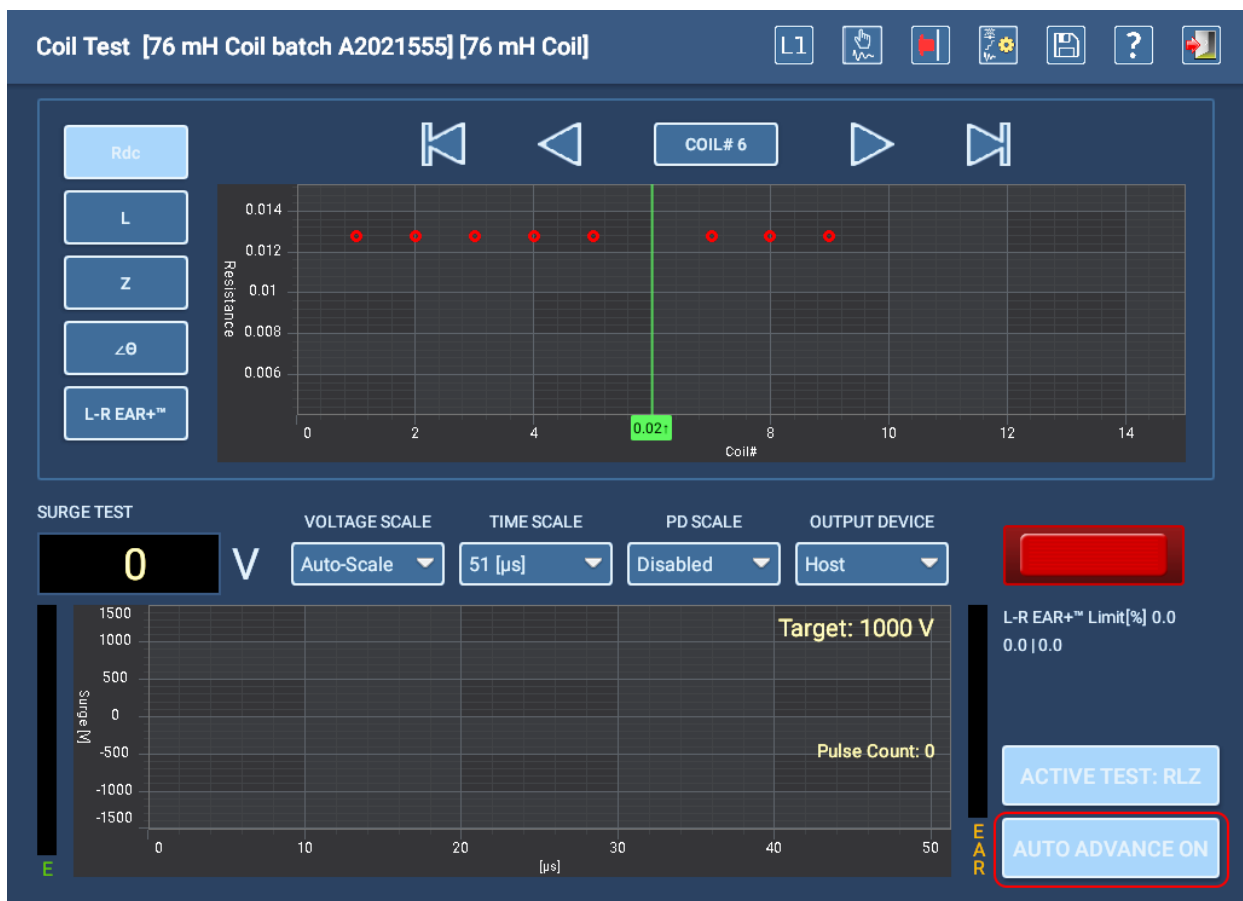 Coil Test [76 mH Coil batch A2021555] [76 mH Coil]
L1
?
Rdc
L
Z
∠Θ
L-R EAR+™
COIL# 6
0.014
0.012
0.01
0.008
0.006
Resistance
0 2 4 0.02↑ 8 10 12 14
Coil#
SURGE TEST
0 V
VOLTAGE SCALE TIME SCALE PD SCALE OUTPUT DEVICE
Auto-Scale 51 [µs] Disabled Host
L-R EAR+™ Limit[%] 0.0
0.0 | 0.0
1500
1000
500
0
-500
-1000
-1500
Surge [V]
Target: 1000 V
Pulse Count: 0
0 10 20 30 40 50
[µs]
E
EAR
ACTIVE TEST: RLZ
AUTO ADVANCE ON